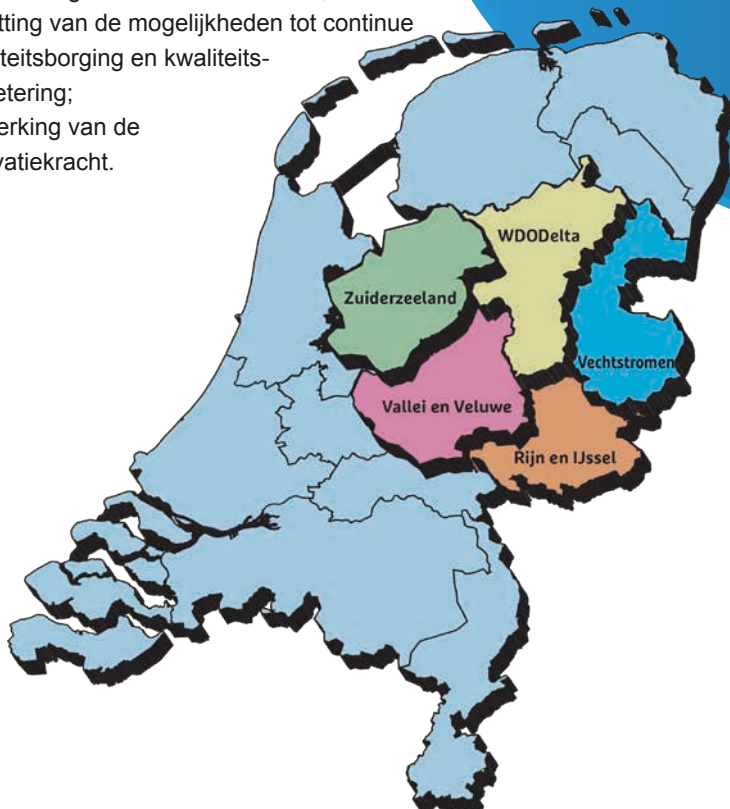 tting van de mogelijkheden tot continue
teitsborging en kwaliteits-
etering;
erking van de
vatiekracht.
WDODelta
Zuiderzeeland
Vechtstromen
Vallei en Veluwe
Rijn en IJssel